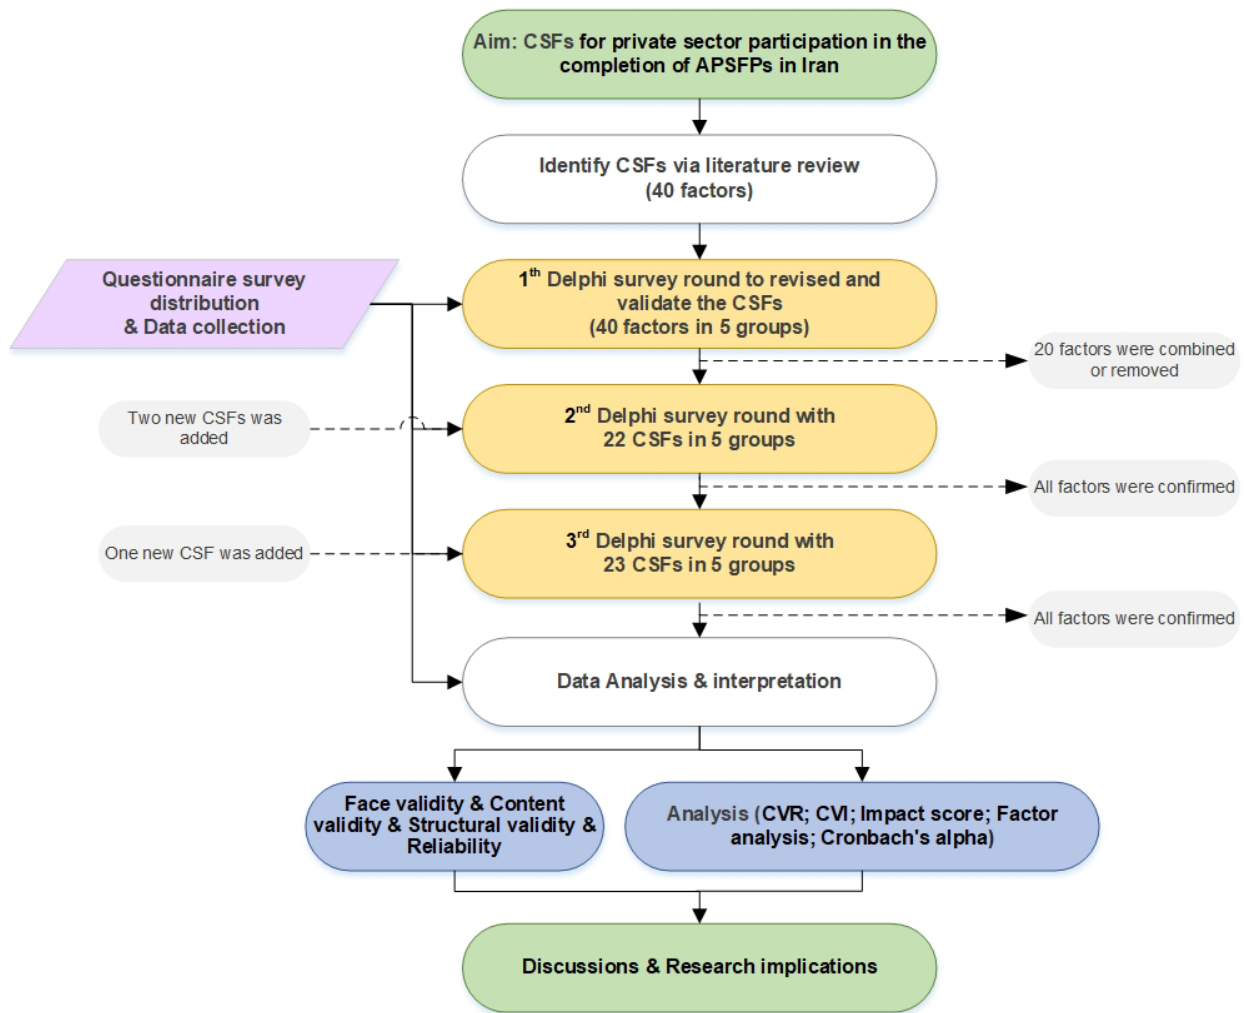 Aim: CSFs for private sector participation in the
completion of APSFPs in Iran
Identify CSFs via literature review
(40 factors)
Questionnaire survey
distribution
& Data collection
1th Delphi survey round to revised and
validate the CSFs
(40 factors in 5 groups)
20 factors were combined
or removed
Two new CSFs was
added
2nd Delphi survey round with
22 CSFs in 5 groups
All factors were confirmed
One new CSF was added
3rd Delphi survey round with
23 CSFs in 5 groups
All factors were confirmed
Data Analysis & interpretation
Face validity & Content
validity & Structural validity &
Reliability
Analysis (CVR; CVI; Impact score; Factor
analysis; Cronbach's alpha)
Discussions & Research implications